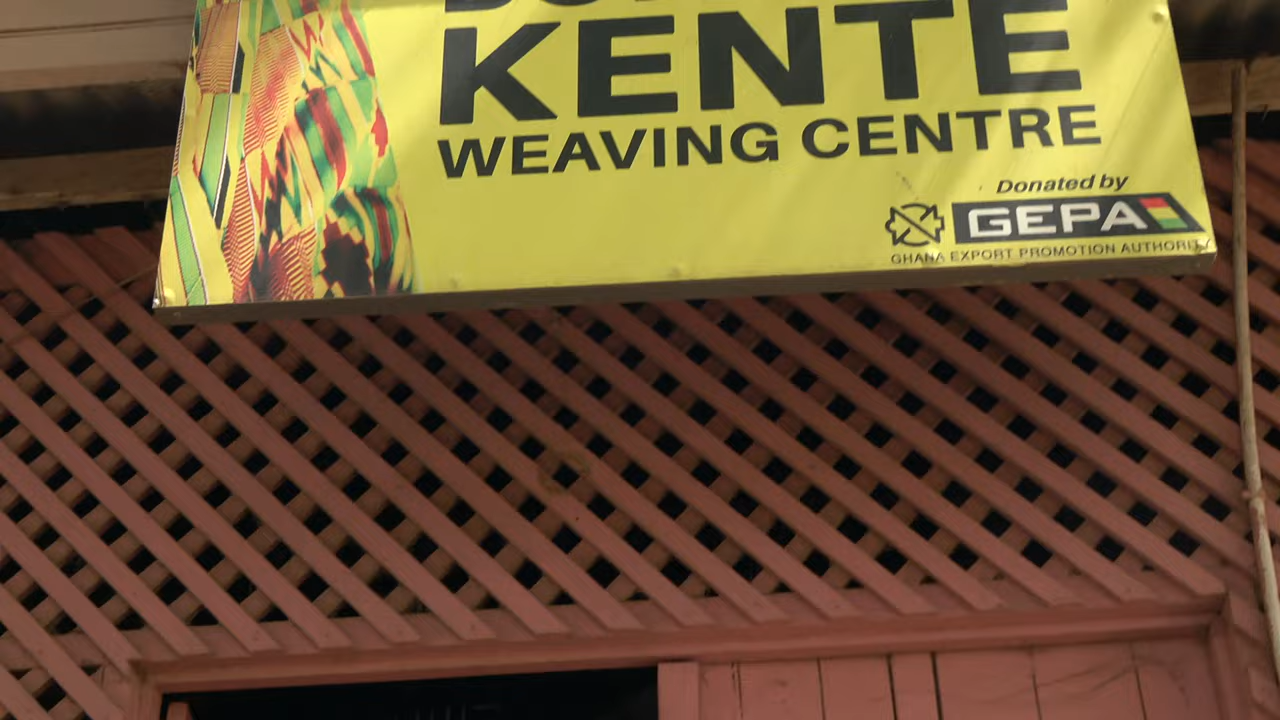 KENTE
WEAVING CENTRE
Donated by
GEPA
GHANA EXPORT PROMOTION AUTHORITY